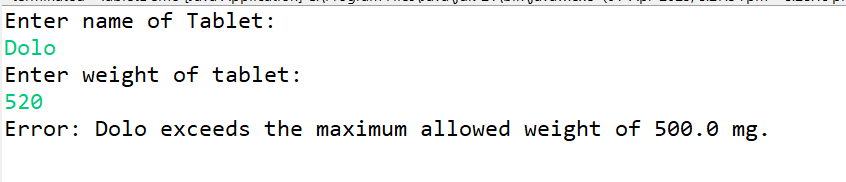 Enter name of Tablet:
Dolo
Enter weight of tablet:
520
Error: Dolo exceeds the maximum allowed weight of 500.0 mg.